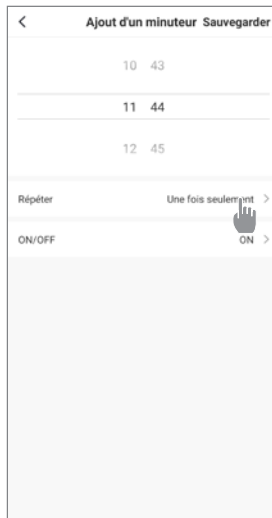 Ajout d'un minuteur Sauvegarder
10 43
11 44
12 45
Répéter Une fois seulement
ON/OFF ON